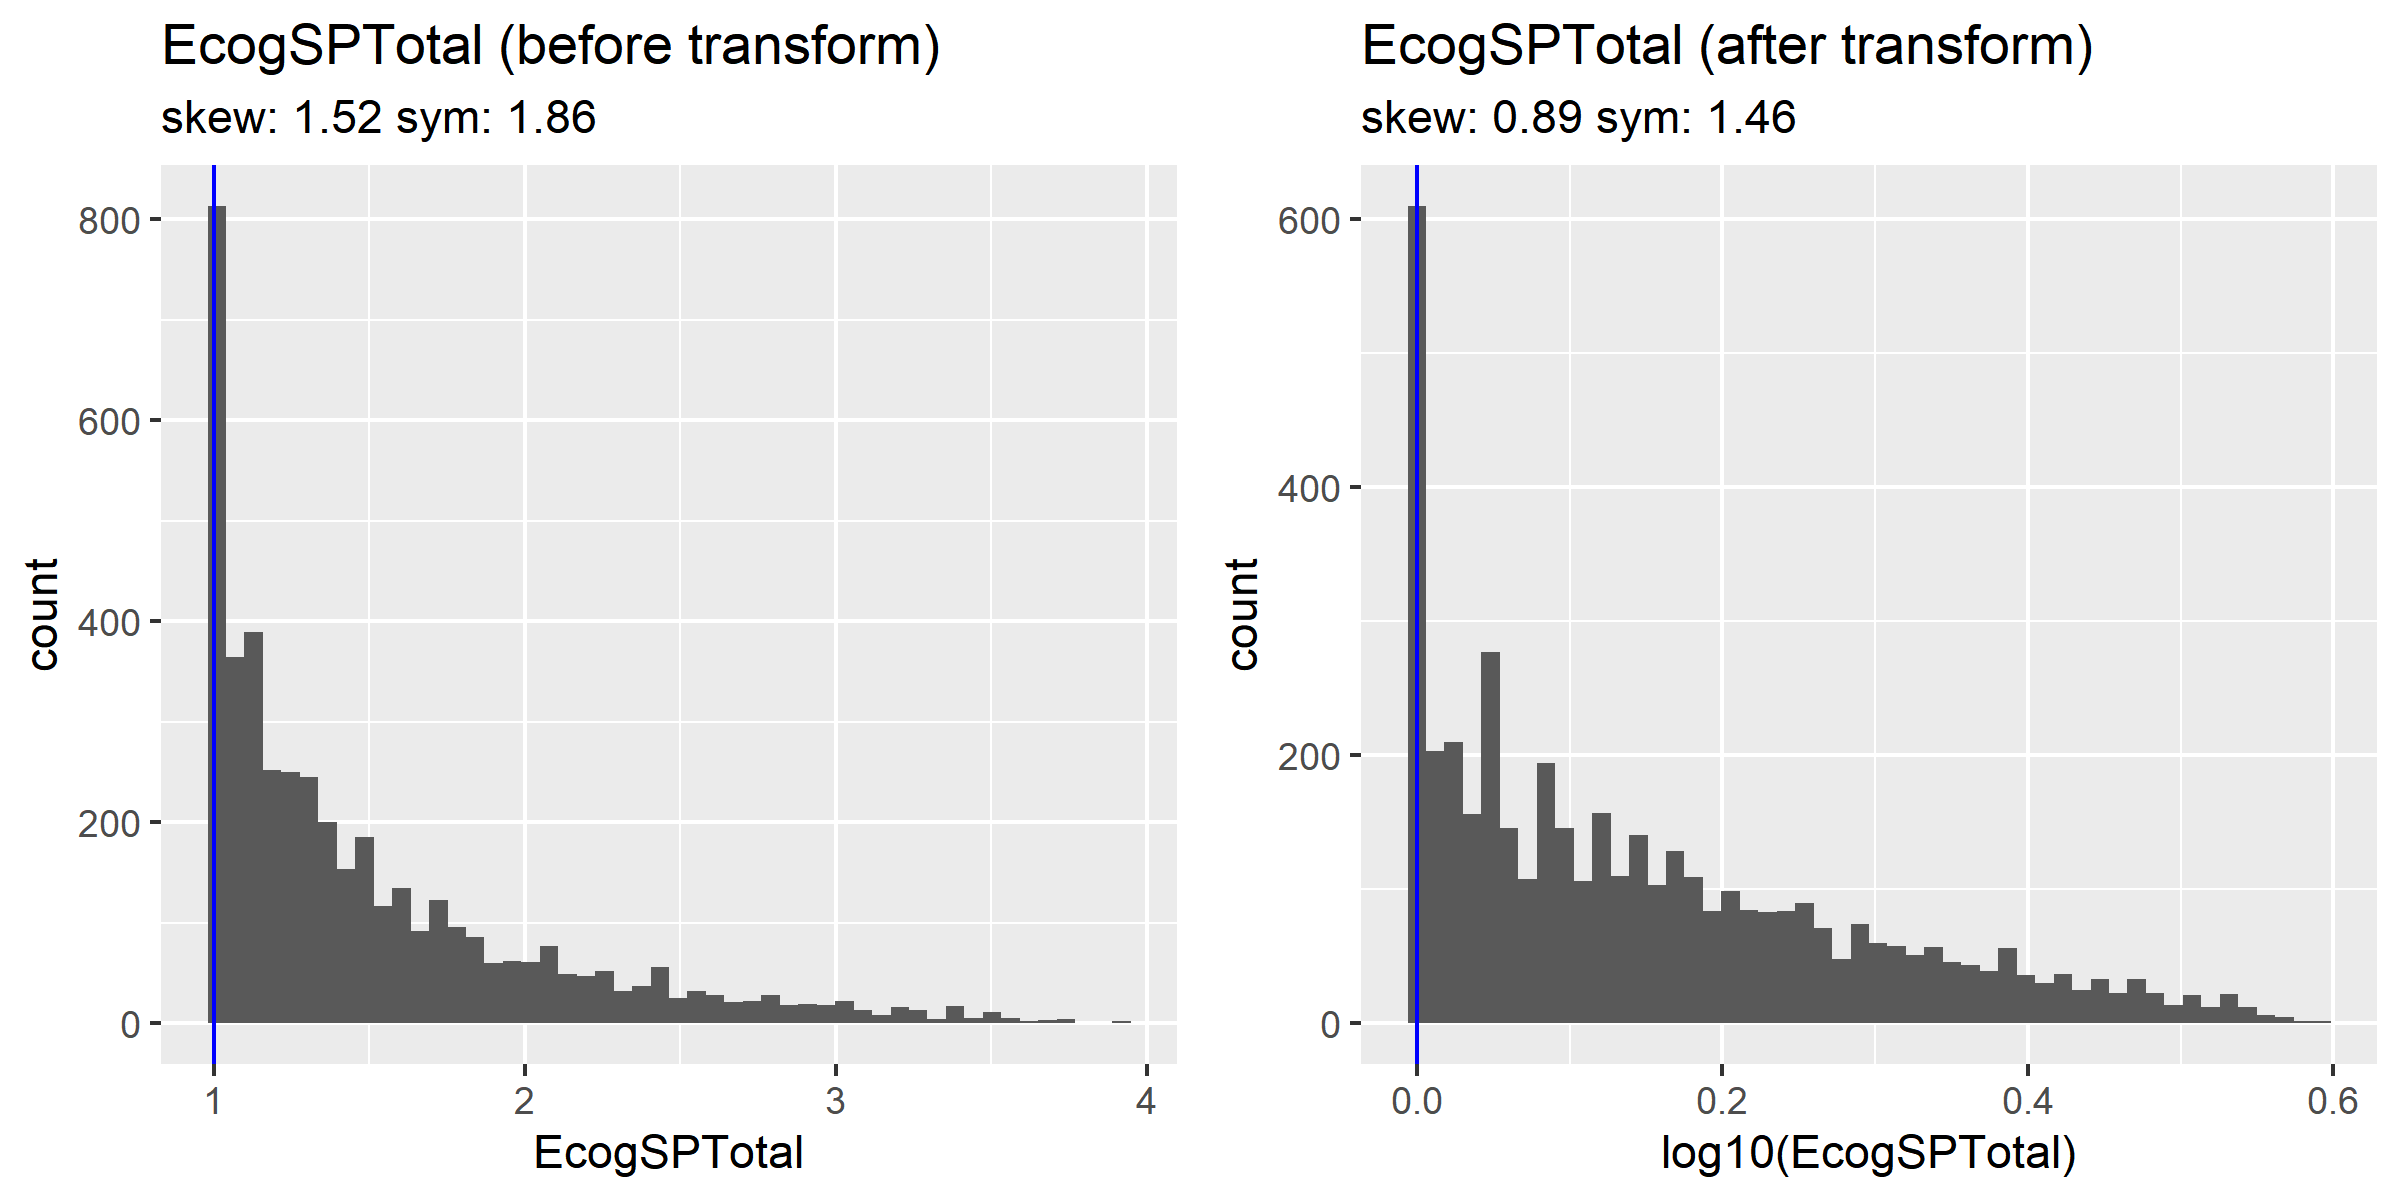 EcogSPTotal (before transform)
skew: 1.52 sym: 1.86
800
600
400
200
0
count
1 2 3 4
EcogSPTotal
EcogSPTotal (after transform)
skew: 0.89 sym: 1.46
600
400
200
0
count
0.0 0.2 0.4 0.6
log10(EcogSPTotal)